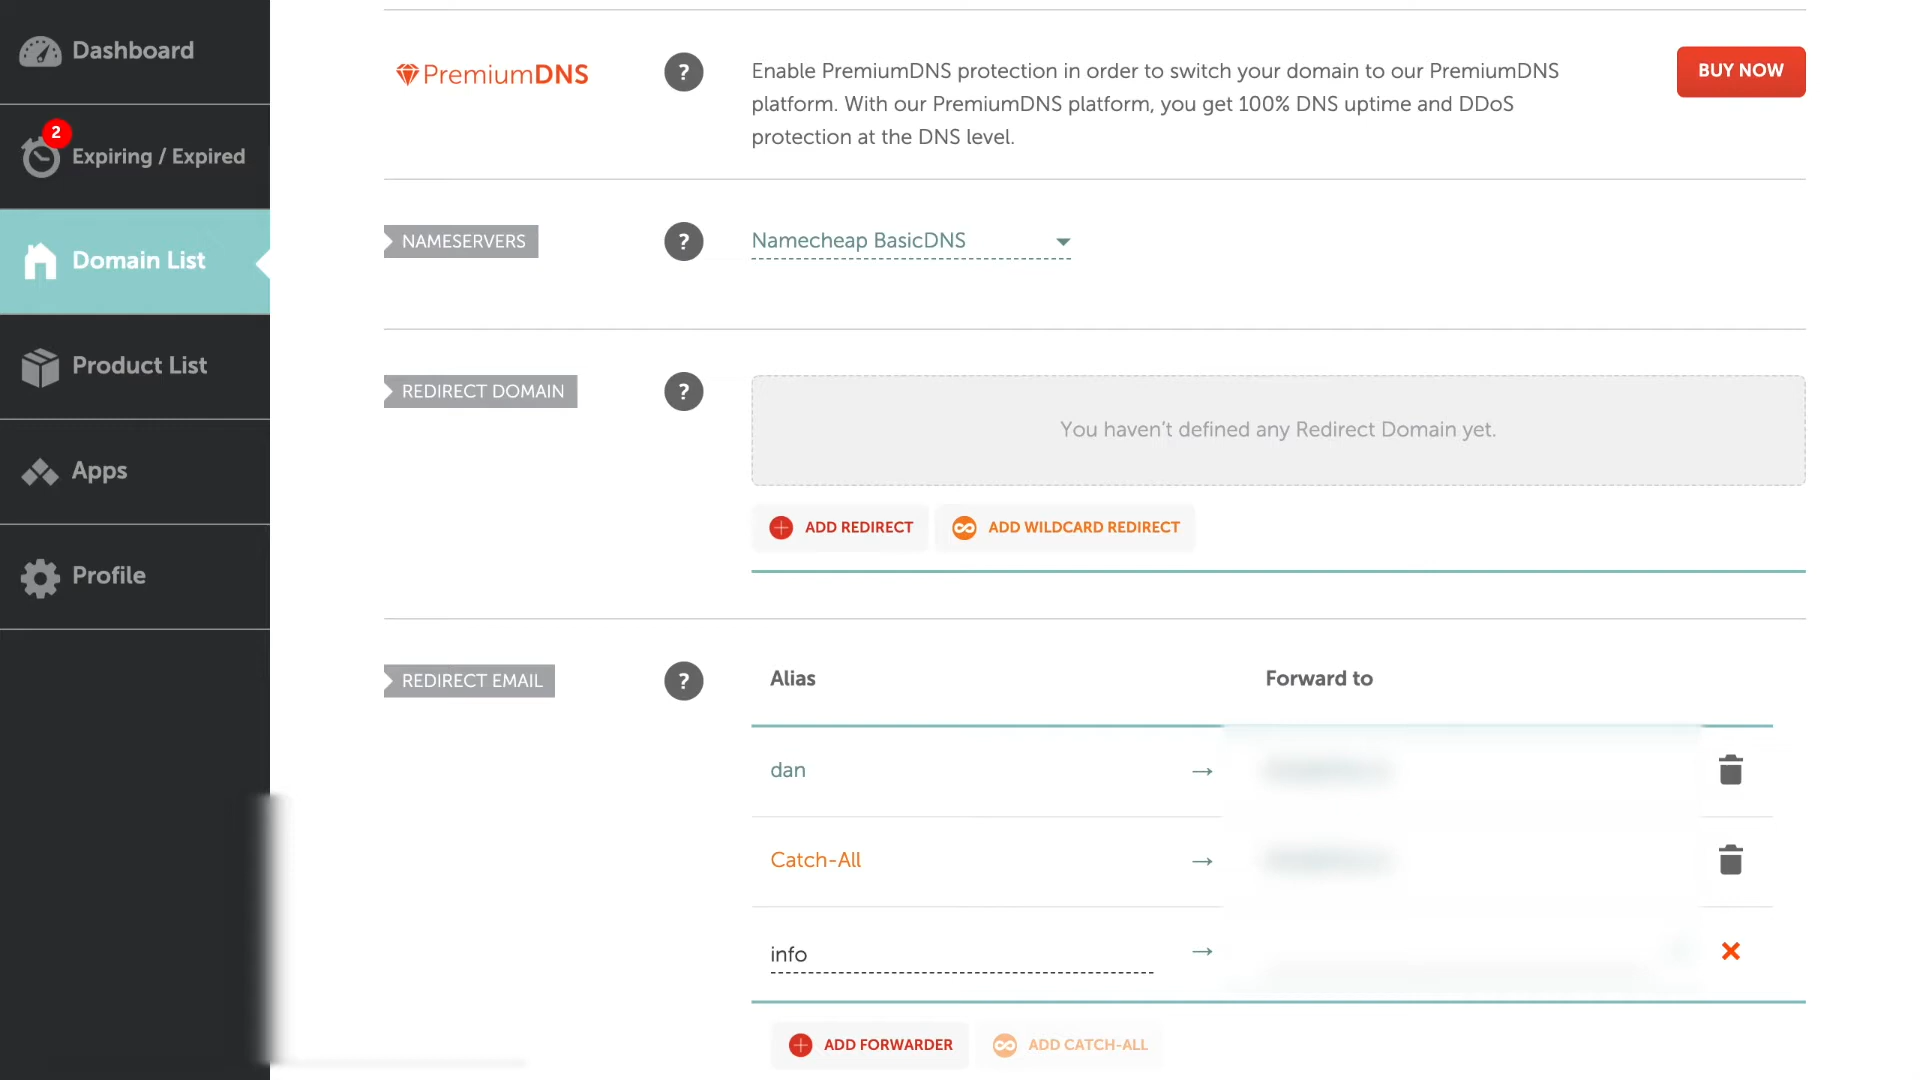 Dashboard
2
Expiring / Expired
Domain List
Product List
Apps
Profile
PremiumDNS
?
Enable PremiumDNS protection in order to switch your domain to our PremiumDNS
platform. With our PremiumDNS platform, you get 100% DNS uptime and DDoS
protection at the DNS level.
BUY NOW
NAMESERVERS
?
Namecheap BasicDNS
REDIRECT DOMAIN
?
You haven't defined any Redirect Domain yet.
ADD REDIRECT
ADD WILDCARD REDIRECT
REDIRECT EMAIL
?
Alias
Forward to
dan →
Catch-All →
info →
ADD FORWARDER
ADD CATCH-ALL